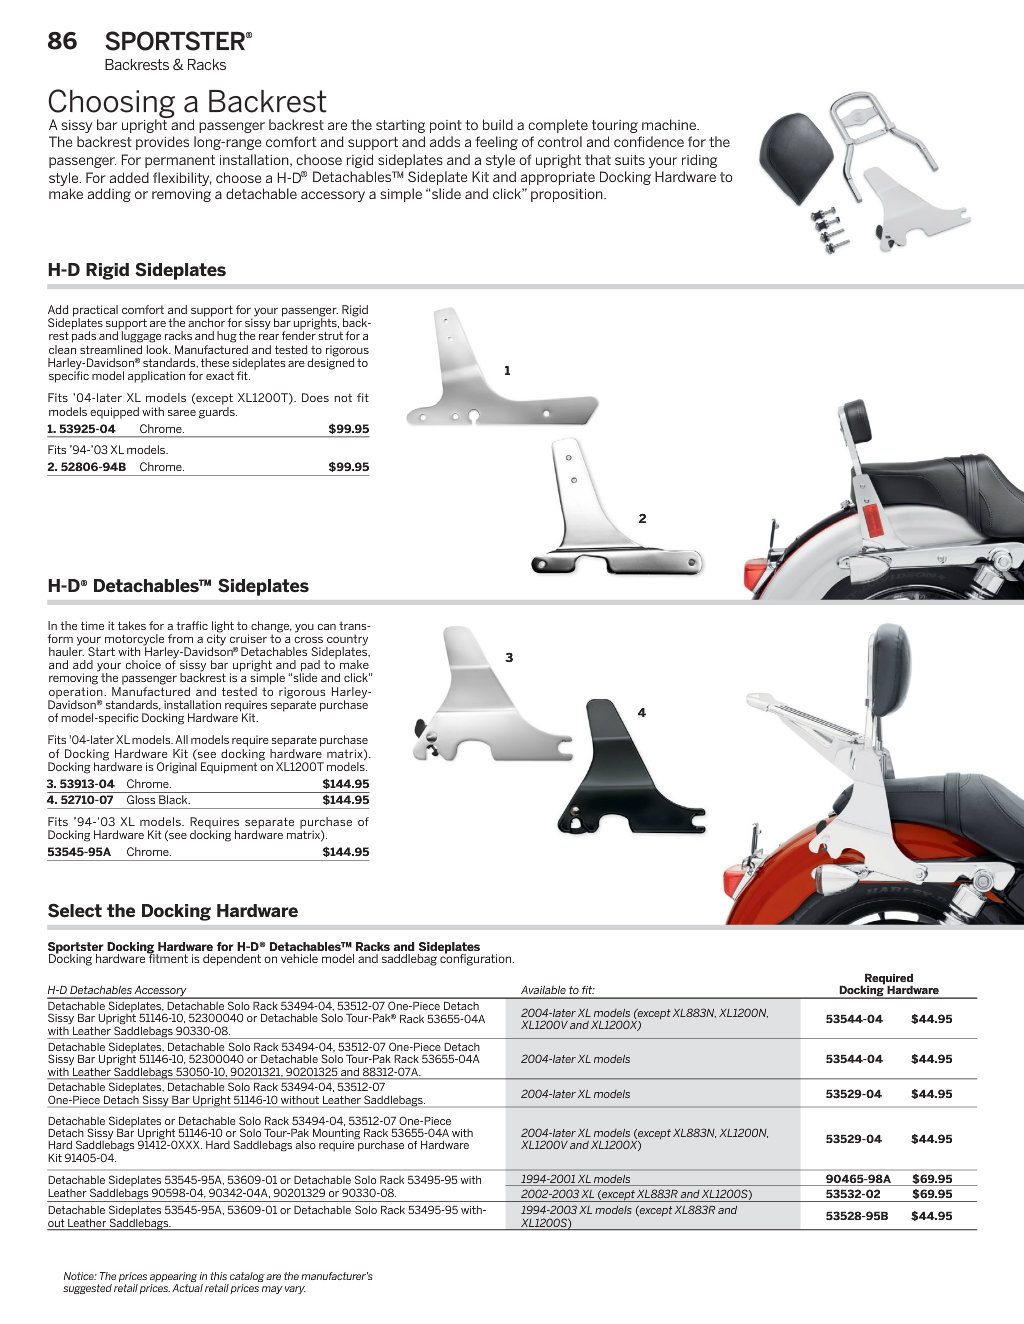 86 SPORTSTER®
Backrests & Racks
Choosing a Backrest
A sissy bar upright and passenger backrest are the starting point to build a complete touring machine.
The backrest provides long-range comfort and support and adds a feeling of control and confidence for the
passenger. For permanent installation, choose rigid sideplates and a style of upright that suits your riding
style. For added flexibility, choose a H-D® Detachables™ Sideplate Kit and appropriate Docking Hardware to
make adding or removing a detachable accessory a simple “slide and click” proposition.
H-D Rigid Sideplates
Add practical comfort and support for your passenger. Rigid
Sideplates support are the anchor for sissy bar uprights, back-
rest pads and luggage racks and hug the rear fender strut for a
clean streamlined look. Manufactured and tested to rigorous
Harley-Davidson® standards, these sideplates are designed to
specific model application for exact fit.
Fits ’04-later XL models (except XL1200T). Does not fit
models equipped with saree guards.
1. 53925-04 Chrome. $99.95
Fits ’94-’03 XL models.
2. 52806-94B Chrome. $99.95
1
2
H-D® Detachables™ Sideplates
In the time it takes for a traffic light to change, you can trans-
form your motorcycle from a city cruiser to a cross country
hauler. Start with Harley-Davidson® Detachables Sideplates,
and add your choice of sissy bar upright and pad to make
removing the passenger backrest is a simple “slide and click”
operation. Manufactured and tested to rigorous Harley-
Davidson® standards, installation requires separate purchase
of model-specific Docking Hardware Kit.
Fits '04-later XL models. All models require separate purchase
of Docking Hardware Kit (see docking hardware matrix).
Docking hardware is Original Equipment on XL1200T models.
3. 53913-04 Chrome. $144.95
4. 52710-07 Gloss Black. $144.95
Fits ’94-’03 XL models. Requires separate purchase of
Docking Hardware Kit (see docking hardware matrix).
53545-95A Chrome. $144.95
3
4
HARLEY
Select the Docking Hardware
Sportster Docking Hardware for H-D® Detachables™ Racks and Sideplates
Docking hardware fitment is dependent on vehicle model and saddlebag configuration.
H-D Detachables Accessory Available to fit: Required
Docking Hardware
Detachable Sideplates, Detachable Solo Rack 53494-04, 53512-07 One-Piece Detach
Sissy Bar Upright 51146-10, 52300040 or Detachable Solo Tour-Pak® Rack 53655-04A
with Leather Saddlebags 90330-08.
2004-later XL models (except XL883N, XL1200N,
XL1200V and XL1200X)
53544-04 $44.95
Detachable Sideplates, Detachable Solo Rack 53494-04, 53512-07 One-Piece Detach
Sissy Bar Upright 51146-10, 52300040 or Detachable Solo Tour-Pak Rack 53655-04A
with Leather Saddlebags 53050-10, 90201321, 90201325 and 88312-07A.
2004-later XL models
53544-04 $44.95
Detachable Sideplates, Detachable Solo Rack 53494-04, 53512-07
One-Piece Detach Sissy Bar Upright 51146-10 without Leather Saddlebags.
2004-later XL models
53529-04 $44.95
Detachable Sideplates or Detachable Solo Rack 53494-04, 53512-07 One-Piece
Detach Sissy Bar Upright 51146-10 or Solo Tour-Pak Mounting Rack 53655-04A with
Hard Saddlebags 91412-0XXX. Hard Saddlebags also require purchase of Hardware
Kit 91405-04.
2004-later XL models (except XL883N, XL1200N,
XL1200V and XL1200X)
53529-04 $44.95
Detachable Sideplates 53545-95A, 53609-01 or Detachable Solo Rack 53495-95 with
Leather Saddlebags 90598-04, 90342-04A, 90201329 or 90330-08.
1994-2001 XL models 90465-98A $69.95
2002-2003 XL (except XL883R and XL1200S) 53532-02 $69.95
Detachable Sideplates 53545-95A, 53609-01 or Detachable Solo Rack 53495-95 with-
out Leather Saddlebags.
1994-2003 XL models (except XL883R and
XL1200S)
53528-95B $44.95
Notice: The prices appearing in this catalog are the manufacturer’s
suggested retail prices. Actual retail prices may vary.